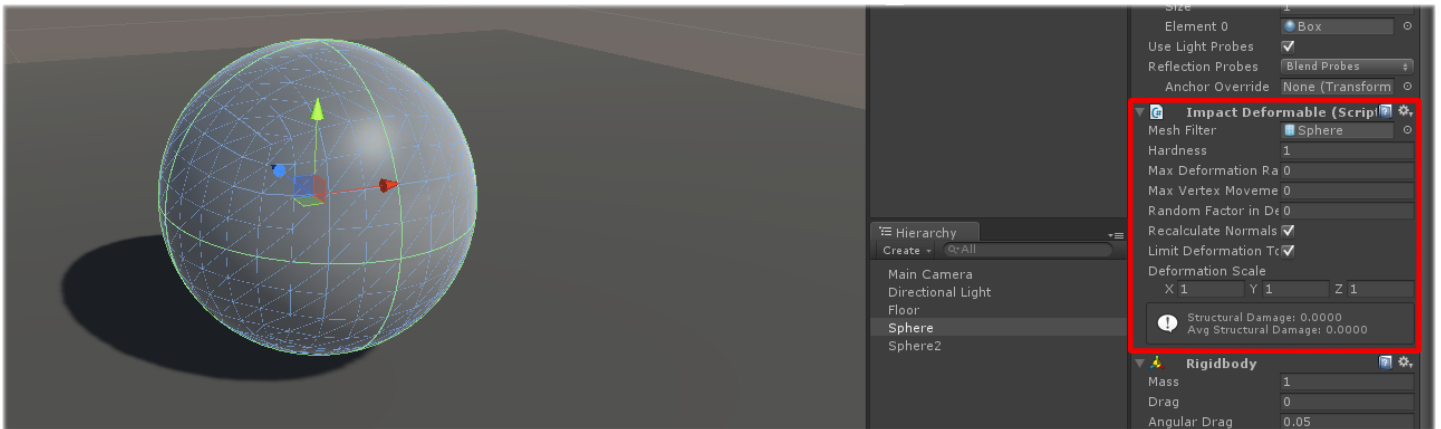 Hierarchy
Create
All
Main Camera
Directional Light
Floor
Sphere
Sphere2
Size 1
Element 0 Box
Use Light Probes
Reflection Probes Blend Probes
Anchor Override None (Transform
Impact Deformable (Script
Mesh Filter Sphere
Hardness 1
Max Deformation Ra 0
Max Vertex Moveme 0
Random Factor in De 0
Recalculate Normals
Limit Deformation To
Deformation Scale
X 1 Y 1 Z 1
Structural Damage: 0.0000
Avg Structural Damage: 0.0000
Rigidbody
Mass 1
Drag 0
Angular Drag 0.05